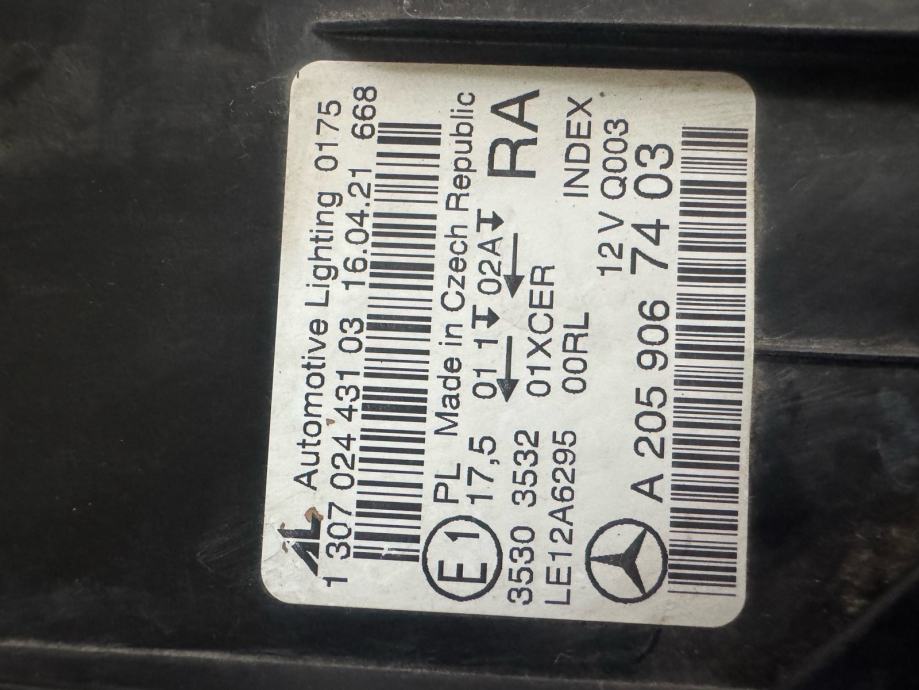 AL Automotive Lighting 0175
1 307 024 431 03 16.04.21 668
E1 PL Made in Czech Republic
17,5 01 1 02A RA
3530 3532 01XCER
LE12A6295 00RL INDEX
12 V Q003
A 205 906 74 03